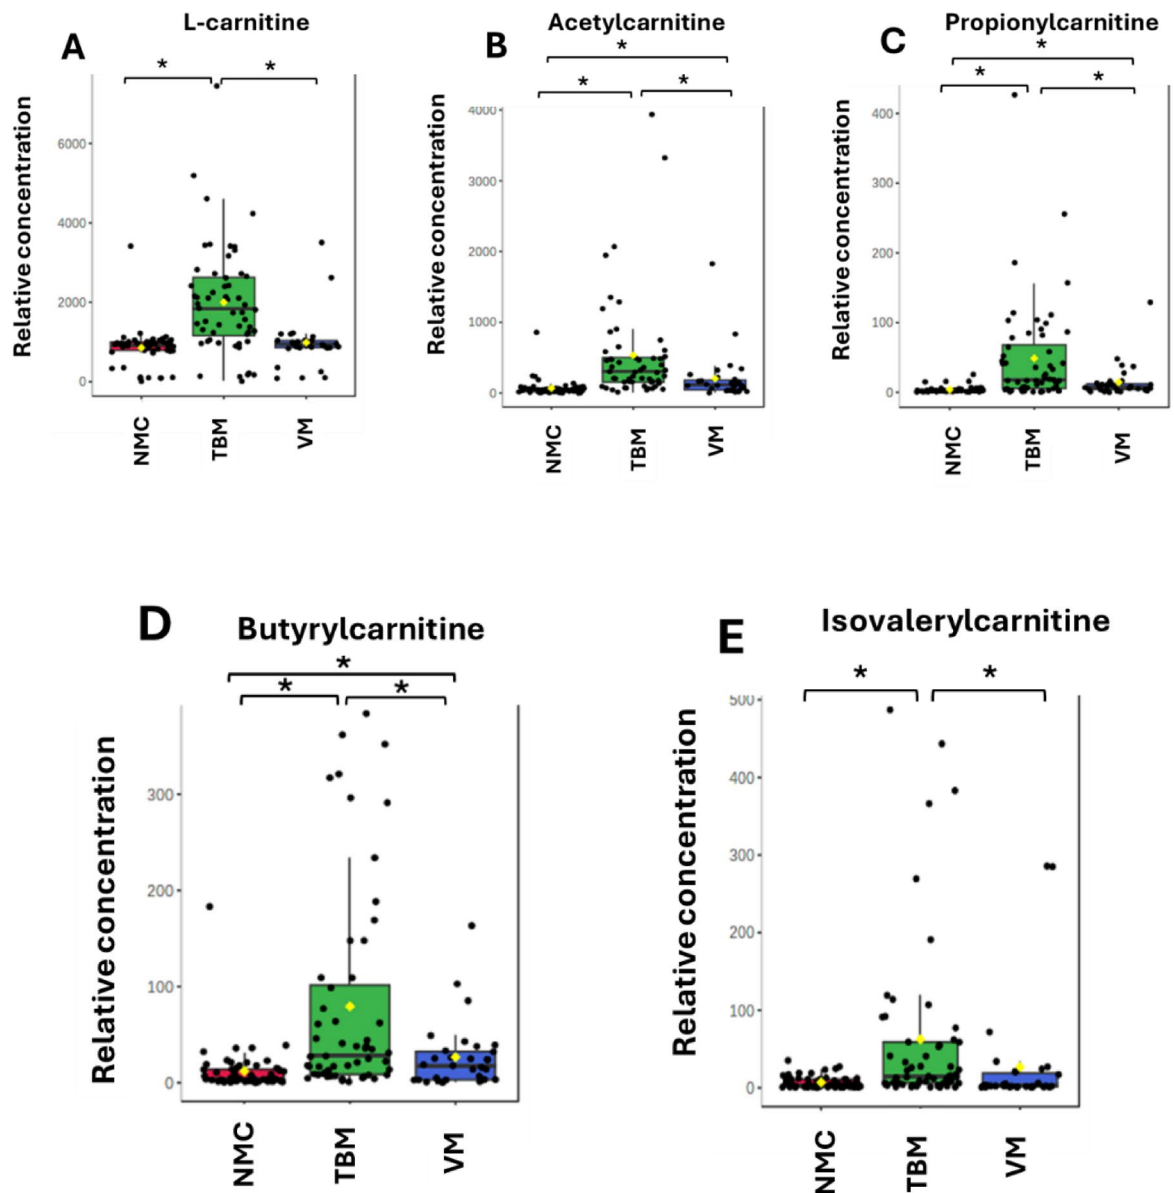 A
L-carnitine
* *
Relative concentration
6000
4000
2000
0
NMC TBM VM
B
Acetylcarnitine
*
* *
Relative concentration
4000
3000
2000
1000
0
NMC TBM VM
C
Propionylcarnitine
*
* *
Relative concentration
400
300
200
100
0
NMC TBM VM
D
Butyrylcarnitine
*
* *
Relative concentration
300
200
100
0
NMC TBM VM
E
Isovalerylcarnitine
* *
Relative concentration
500
400
300
200
100
0
NMC TBM VM